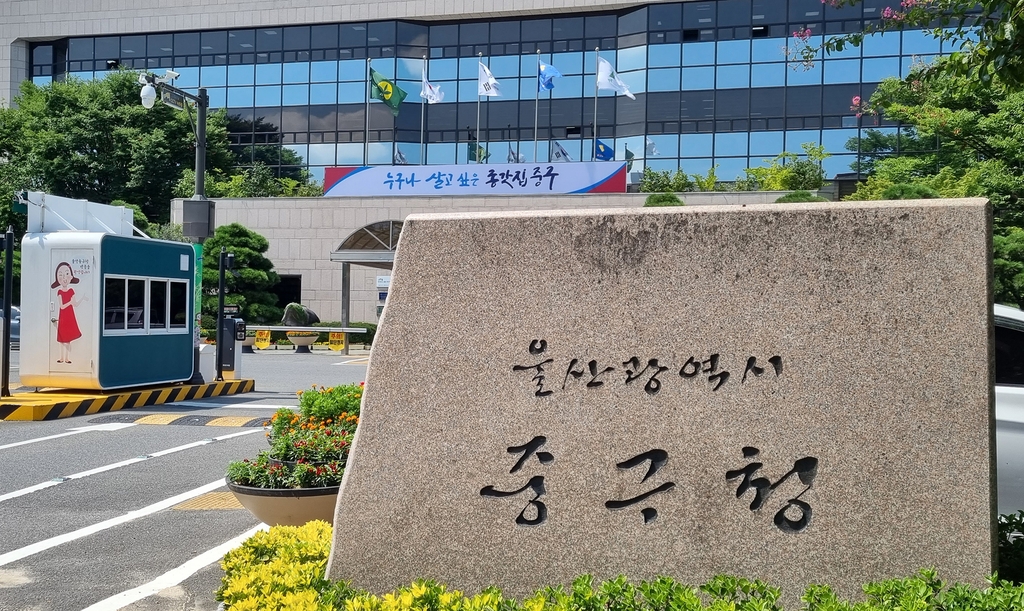 누구나 살고 싶은 종갓집 중구
울산광역시
중구청